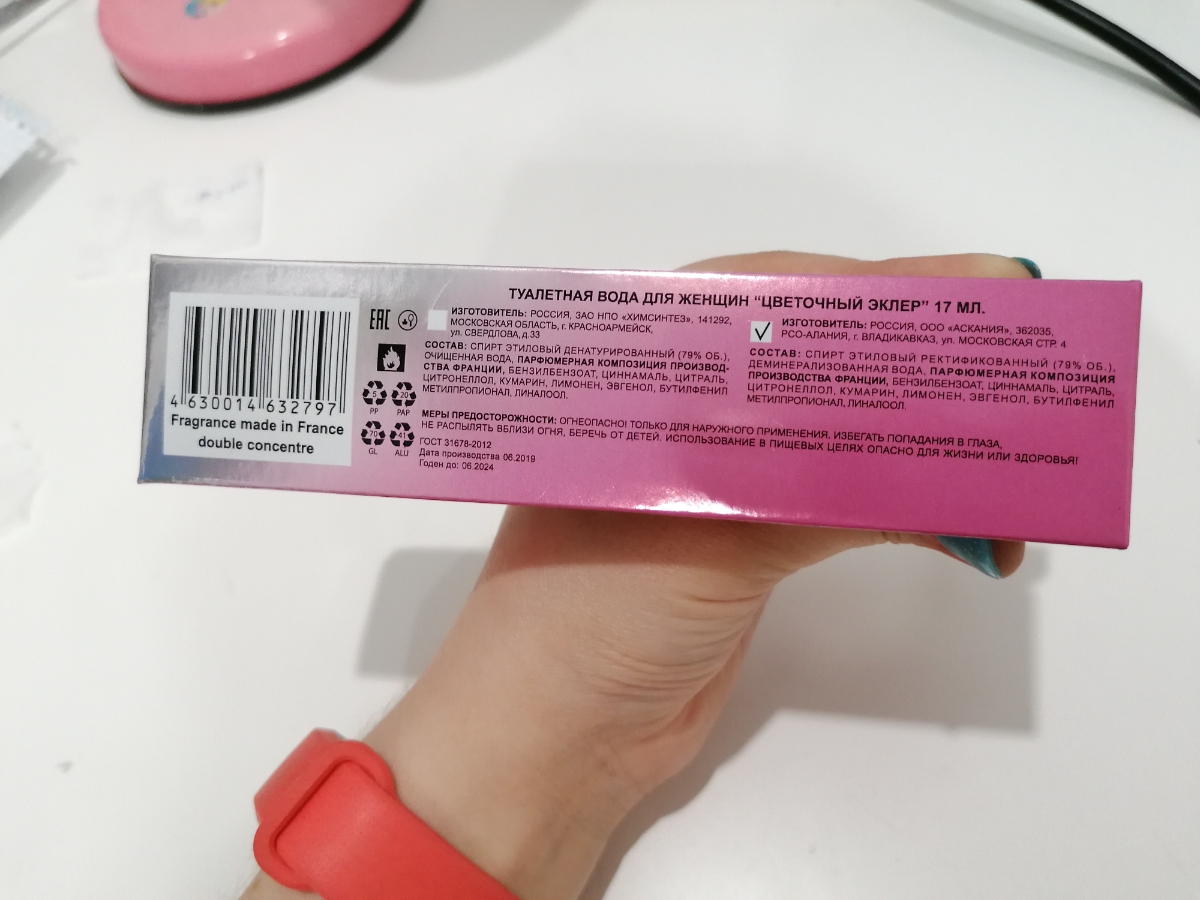 ТУАЛЕТНАЯ ВОДА ДЛЯ ЖЕНЩИН "ЦВЕТОЧНЫЙ ЭКЛЕР" 17 МЛ.
4 630014 632797
Fragrance made in France
double concentre
EAC
ИЗГОТОВИТЕЛЬ: РОССИЯ, ЗАО НПО «ХИМСИНТЕЗ», 141292,
МОСКОВСКАЯ ОБЛАСТЬ, г. КРАСНОАРМЕЙСК,
ул. СВЕРДЛОВА, д.33
СОСТАВ: СПИРТ ЭТИЛОВЫЙ ДЕНАТУРИРОВАННЫЙ (79% ОБ.),
ОЧИЩЕННАЯ ВОДА, ПАРФЮМЕРНАЯ КОМПОЗИЦИЯ ПРОИЗВОД-
СТВА ФРАНЦИИ, БЕНЗИЛБЕНЗОАТ, ЦИННАМАЛЬ, ЦИТРАЛЬ,
ЦИТРОНЕЛЛОЛ, КУМАРИН, ЛИМОНЕН, ЭВГЕНОЛ, БУТИЛФЕНИЛ
МЕТИЛПРОПИОНАЛ, ЛИНАЛООЛ.
ИЗГОТОВИТЕЛЬ: РОССИЯ, ООО «АСКАНИЯ», 362035,
РСО-АЛАНИЯ, г. ВЛАДИКАВКАЗ, ул. МОСКОВСКАЯ СТР. 4
СОСТАВ: СПИРТ ЭТИЛОВЫЙ РЕКТИФИКОВАННЫЙ (79% ОБ.),
ДЕМИНЕРАЛИЗОВАННАЯ ВОДА, ПАРФЮМЕРНАЯ КОМПОЗИЦИЯ
ПРОИЗВОДСТВА ФРАНЦИИ, БЕНЗИЛБЕНЗОАТ, ЦИННАМАЛЬ, ЦИТРАЛЬ,
ЦИТРОНЕЛЛОЛ, КУМАРИН, ЛИМОНЕН, ЭВГЕНОЛ, БУТИЛФЕНИЛ
МЕТИЛПРОПИОНАЛ, ЛИНАЛООЛ.
5 20
PP PAP
70 41
GL ALU
МЕРЫ ПРЕДОСТОРОЖНОСТИ: ОГНЕОПАСНО! ТОЛЬКО ДЛЯ НАРУЖНОГО ПРИМЕНЕНИЯ. ИЗБЕГАТЬ ПОПАДАНИЯ В ГЛАЗА,
НЕ РАСПЫЛЯТЬ ВБЛИЗИ ОГНЯ, БЕРЕЧЬ ОТ ДЕТЕЙ. ИСПОЛЬЗОВАНИЕ В ПИЩЕВЫХ ЦЕЛЯХ ОПАСНО ДЛЯ ЖИЗНИ ИЛИ ЗДОРОВЬЯ!
ГОСТ 31678-2012
Дата производства 06.2019
Годен до: 06.2024